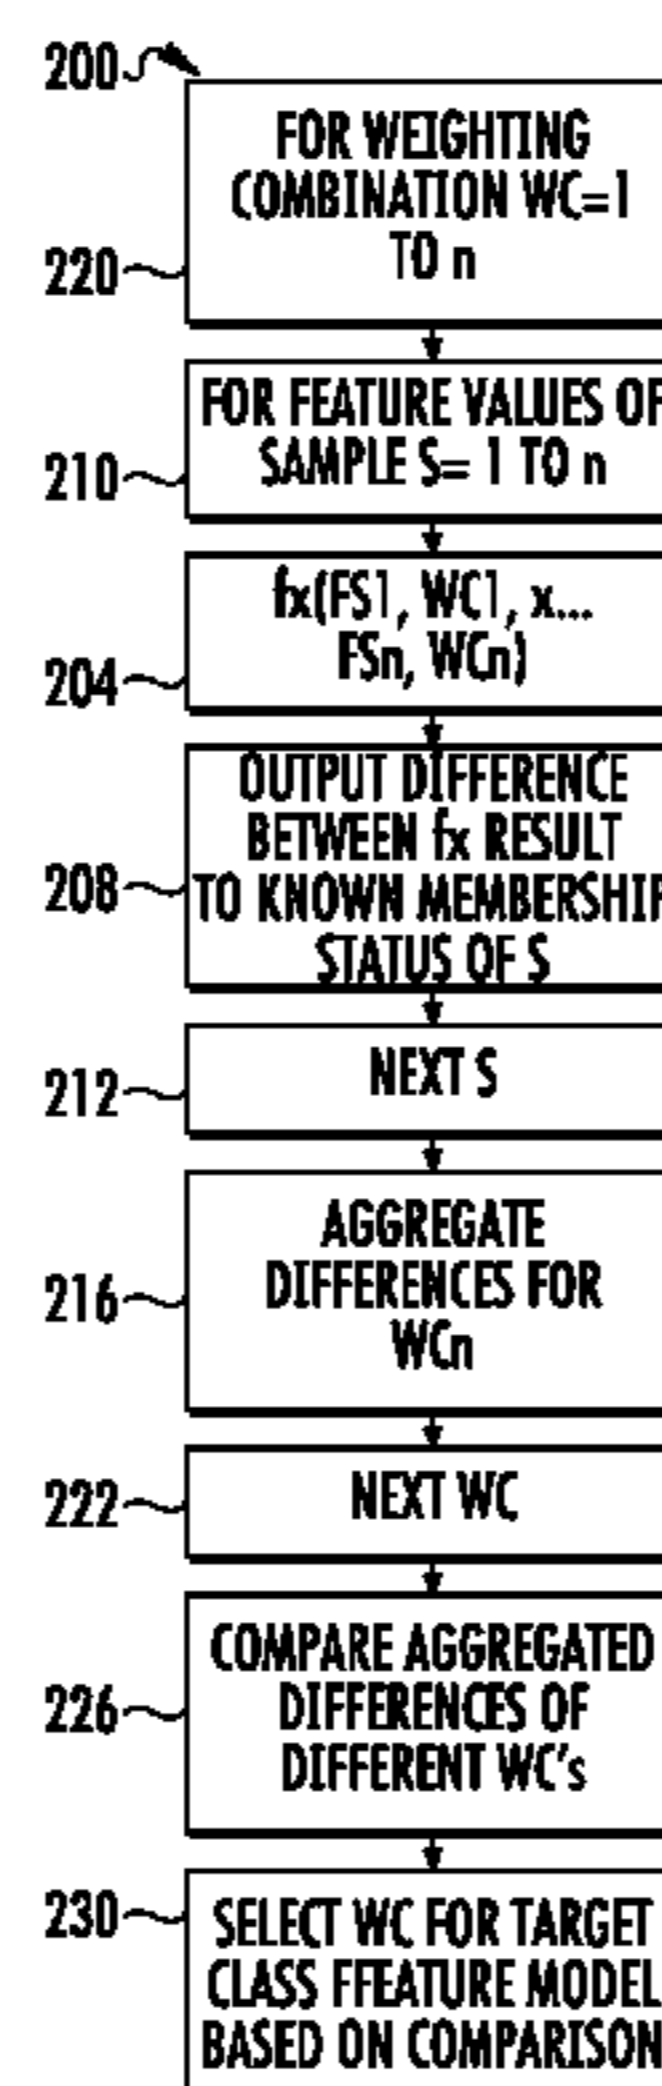 200
FOR WEIGHTING
COMBINATION WC=1
TO n
220
FOR FEATURE VALUES OF
SAMPLE S= 1 TO n
210
fx(FS1, WC1, x...
FSn, WCn)
204
OUTPUT DIFFERENCE
BETWEEN fx RESULT
TO KNOWN MEMBERSHIP
STATUS OF S
208
NEXT S
212
AGGREGATE
DIFFERENCES FOR
WCn
216
NEXT WC
222
COMPARE AGGREGATED
DIFFERENCES OF
DIFFERENT WC's
226
230
SELECT WC FOR TARGET
CLASS FFEATURE MODEL
BASED ON COMPARISON